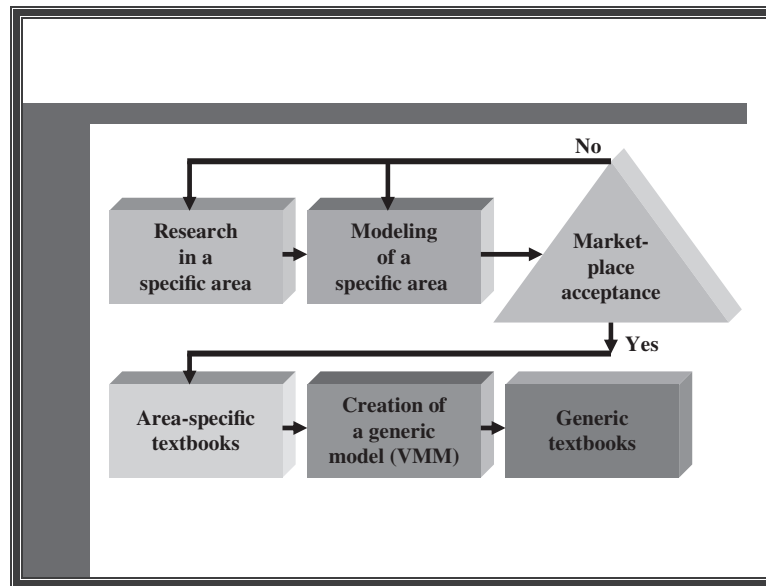 No
Research
in a
specific area
Modeling
of a
specific area
Market-
place
acceptance
Yes
Area-specific
textbooks
Creation of
a generic
model (VMM)
Generic
textbooks